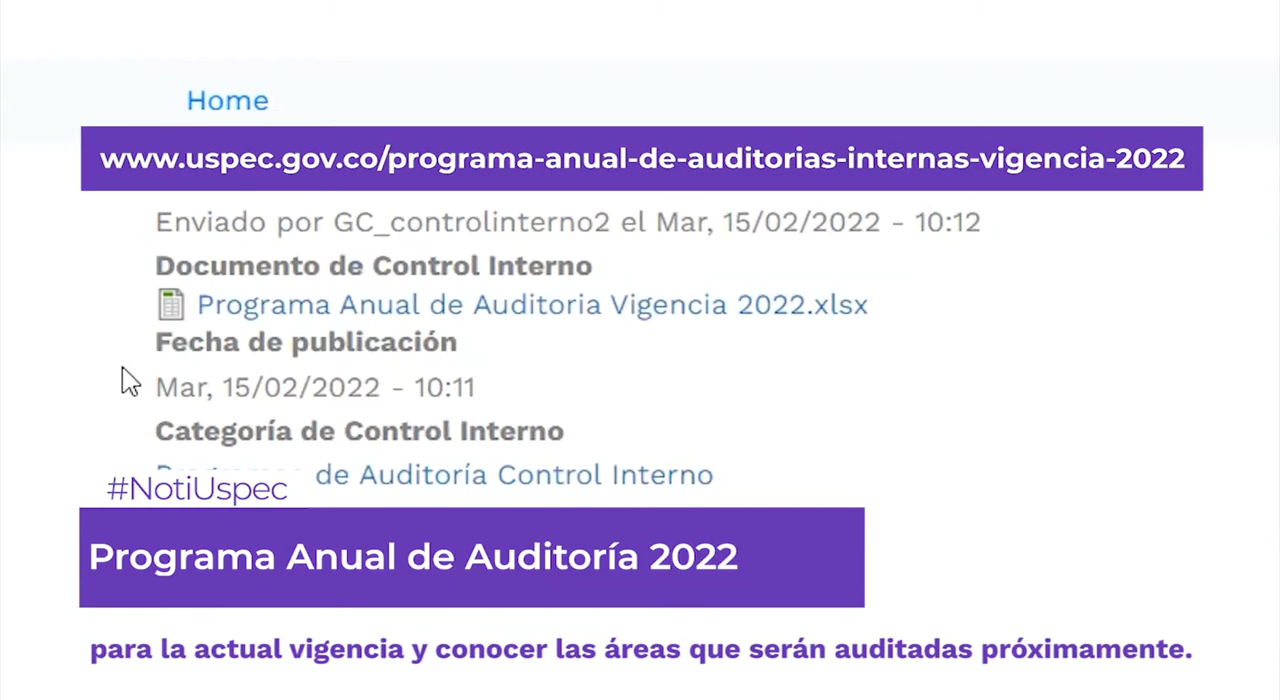 Home
www.uspec.gov.co/programa-anual-de-auditorias-internas-vigencia-2022
Enviado por GC_controlinterno2 el Mar, 15/02/2022 - 10:12
Documento de Control Interno
Programa Anual de Auditoria Vigencia 2022.xlsx
Fecha de publicación
Mar, 15/02/2022 - 10:11
Categoría de Control Interno
de Auditoría Control Interno
#NotiUspec
Programa Anual de Auditoría 2022
para la actual vigencia y conocer las áreas que serán auditadas próximamente.